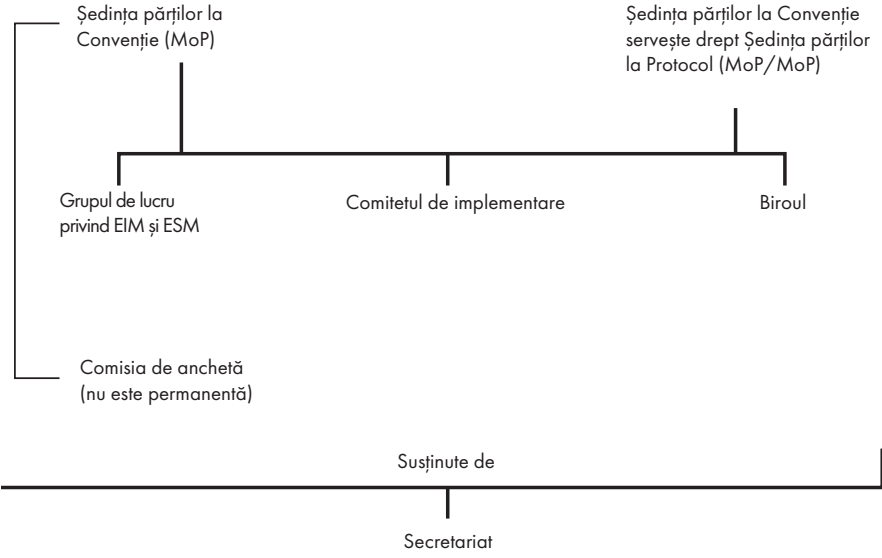 Ședința părților la
Convenție (MoP)
Ședința părților la Convenție
servește drept Ședința părților
la Protocol (MoP/MoP)
Grupul de lucru
privind EIM și ESM
Comitetul de implementare
Biroul
Comisia de anchetă
(nu este permanentă)
Susținute de
Secretariat